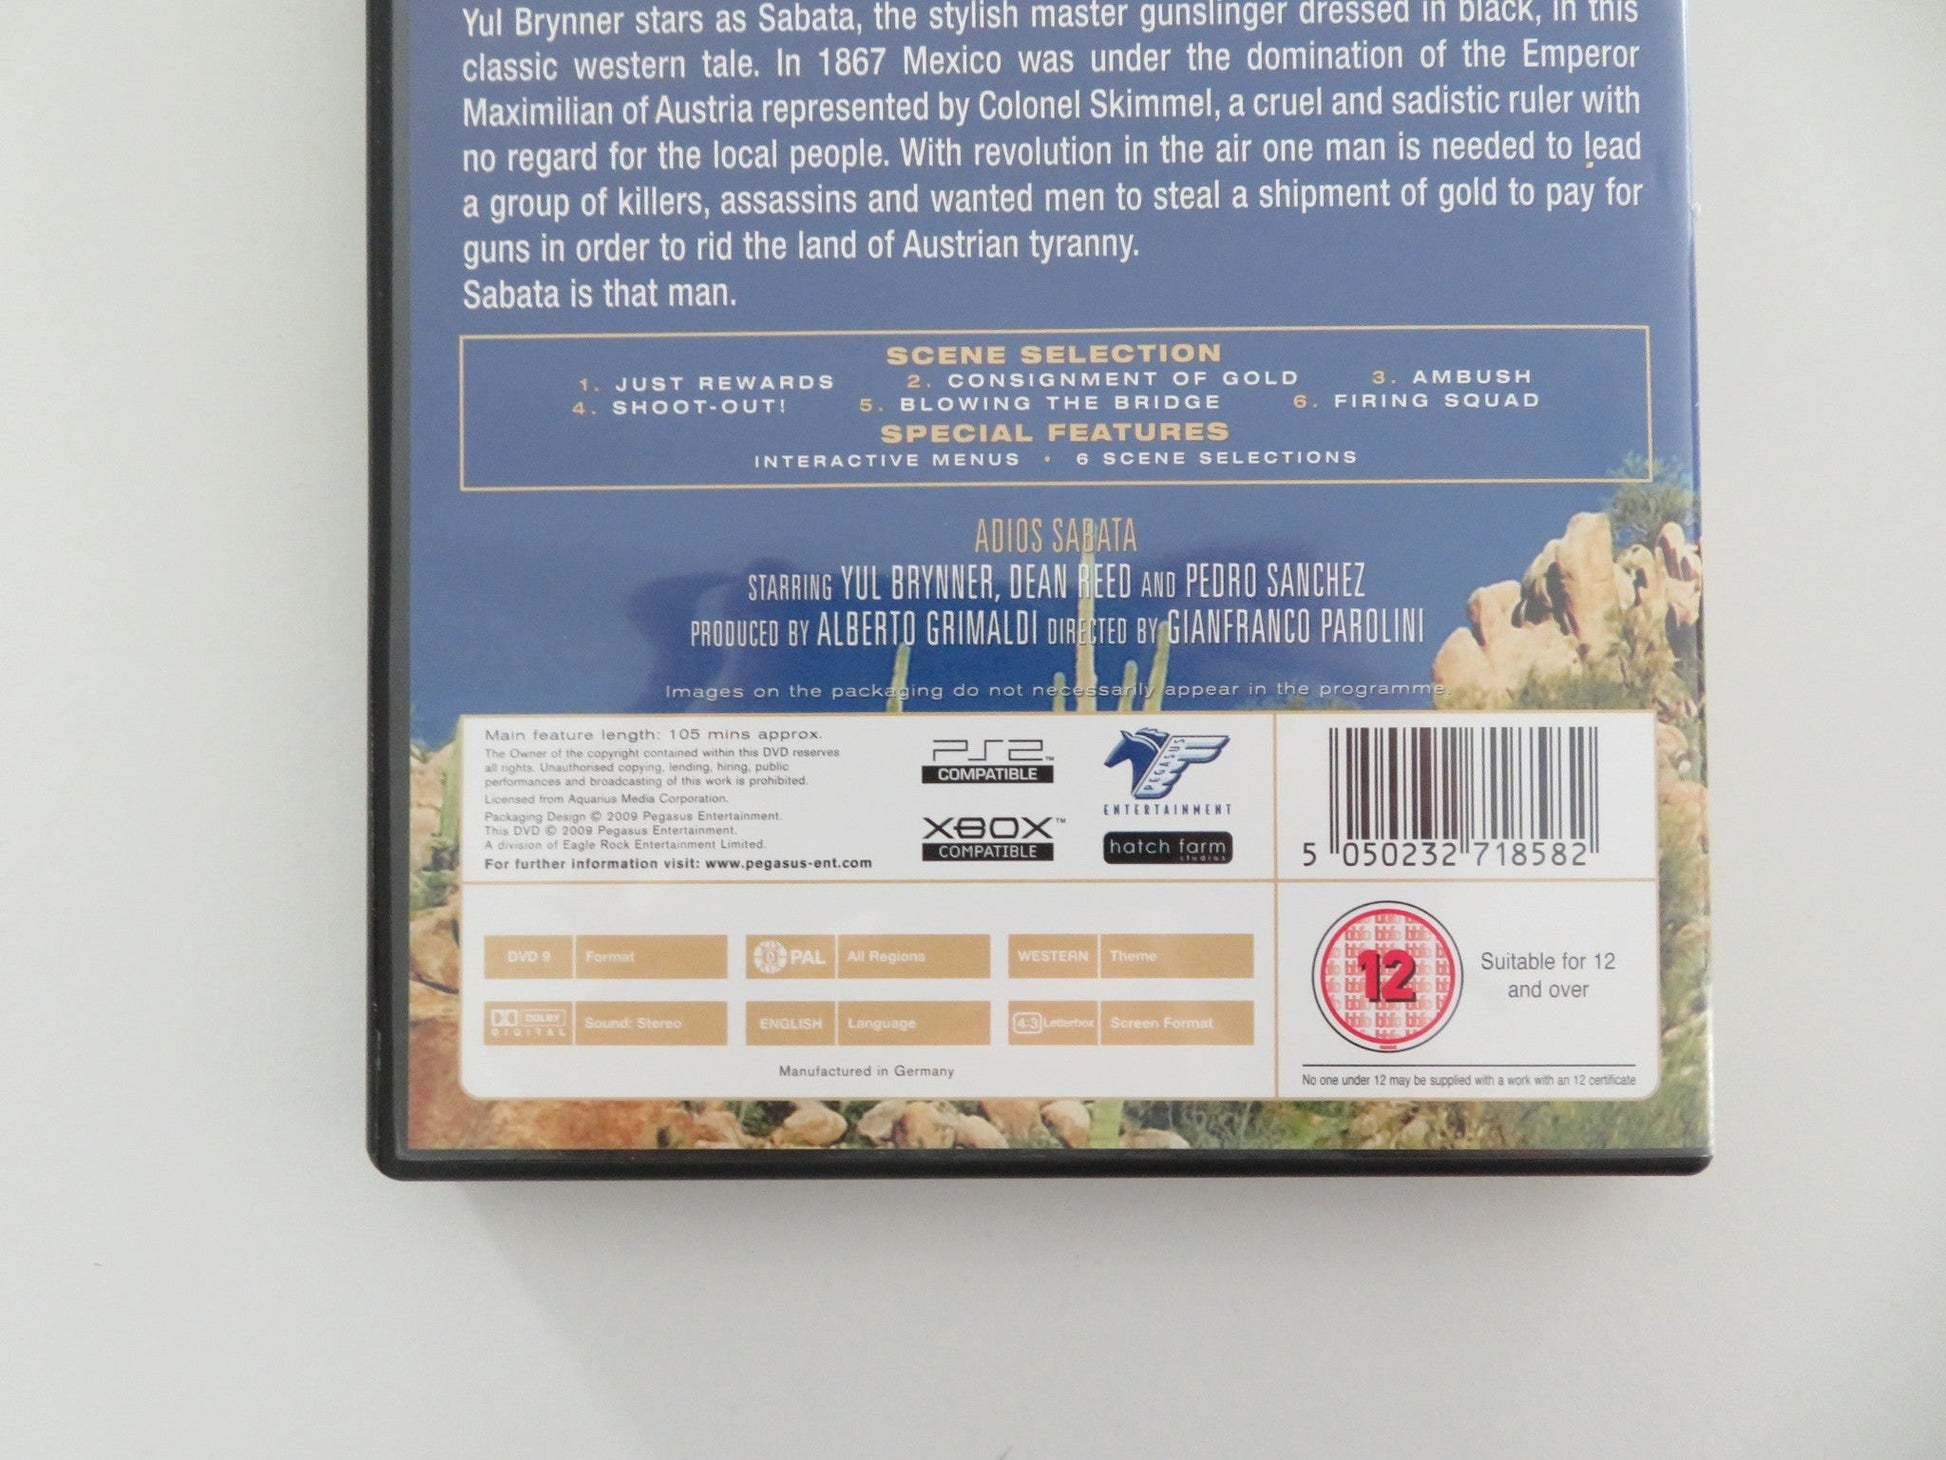 Yul Brynner stars as Sabata, the stylish master gunslinger dressed in black, in this
classic western tale. In 1867 Mexico was under the domination of the Emperor
Maximilian of Austria represented by Colonel Skimmel, a cruel and sadistic ruler with
no regard for the local people. With revolution in the air one man is needed to lead
a group of killers, assassins and wanted men to steal a shipment of gold to pay for
guns in order to rid the land of Austrian tyranny.
Sabata is that man.
SCENE SELECTION
1. JUST REWARDS 2. CONSIGNMENT OF GOLD 3. AMBUSH
4. SHOOT-OUT! 5. BLOWING THE BRIDGE 6. FIRING SQUAD
SPECIAL FEATURES
INTERACTIVE MENUS • 6 SCENE SELECTIONS
ADIOS SABATA
STARRING YUL BRYNNER, DEAN REED AND PEDRO SANCHEZ
PRODUCED BY ALBERTO GRIMALDI DIRECTED BY GIANFRANCO PAROLINI
Images on the packaging do not necessarily appear in the programme.
Main feature length: 105 mins approx.
The Owner of the copyright contained within this DVD reserves
all rights. Unauthorised copying, lending, hiring, public
performances and broadcasting of this work is prohibited.
Licensed from Aquarius Media Corporation.
Packaging Design © 2009 Pegasus Entertainment.
This DVD © 2009 Pegasus Entertainment.
A division of Eagle Rock Entertainment Limited.
For further information visit: www.pegasus-ent.com
PS2™
COMPATIBLE
XBOX™
COMPATIBLE
PEGASUS
ENTERTAINMENT
hatch farm
studios
5 050232 718582
DVD 9 Format
0 PAL All Regions
WESTERN Theme
DOLBY
DIGITAL Sound: Stereo
ENGLISH Language
4:3 Letterbox Screen Format
Manufactured in Germany
bbfc
12
Suitable for 12
and over
No one under 12 may be supplied with a work with an 12 certificate